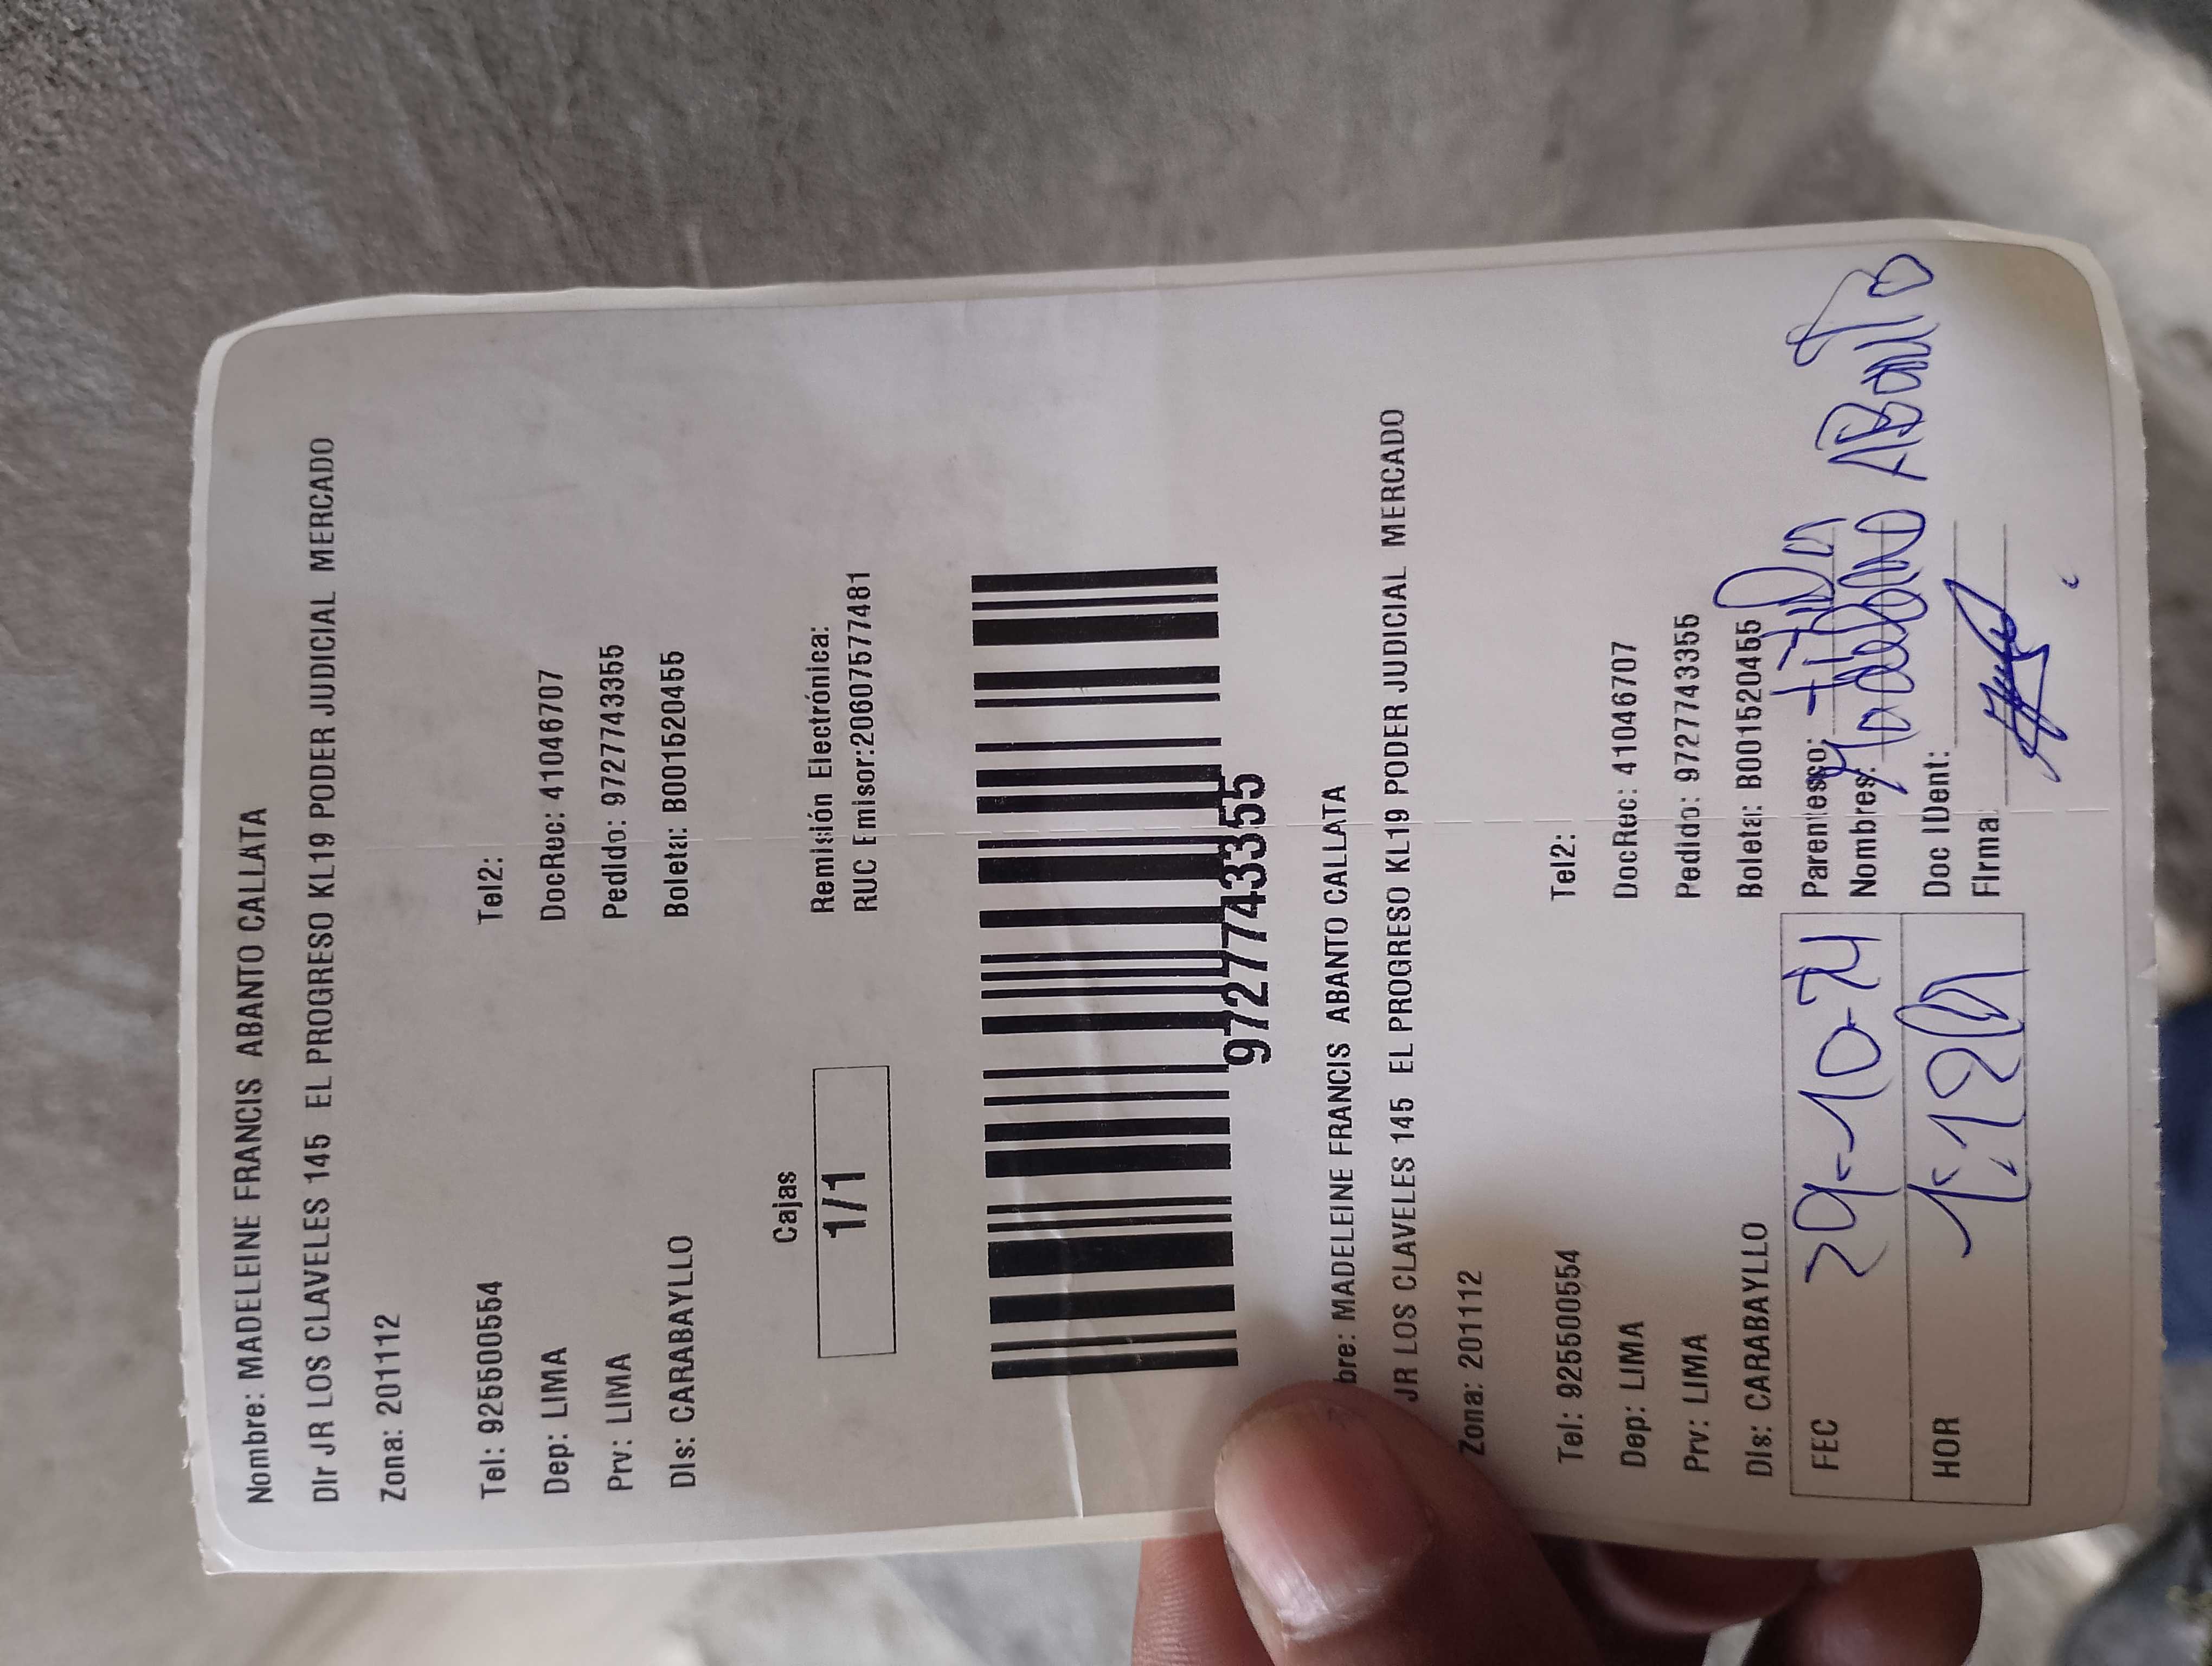 Nombre: MADELEINE FRANCIS ABANTO CALLATA
Dir JR LOS CLAVELES 145 EL PROGRESO KL19 PODER JUDICIAL MERCADO
Zona: 201112
Tel: 925500554 Tel2:
Dep: LIMA DocRec: 41046707
Prv: LIMA Pedido: 9727743355
Dis: CARABAYLLO Boleta: B001520455
Cajas Remisión Electrónica:
1/1 RUC Emisor:20607577481
9727743355
bre: MADELEINE FRANCIS ABANTO CALLATA
JR LOS CLAVELES 145 EL PROGRESO KL19 PODER JUDICIAL MERCADO
Zona: 201112
Tel: 925500554 Tel2:
Dep: LIMA DocRec: 41046707
Prv: LIMA Pedido: 9727743355
Dis: CARABAYLLO Boleta: B001520455
FEC 29-10-24 Parentesco:
Nombres: ABanTo
HOR Doc IDent:
Firma